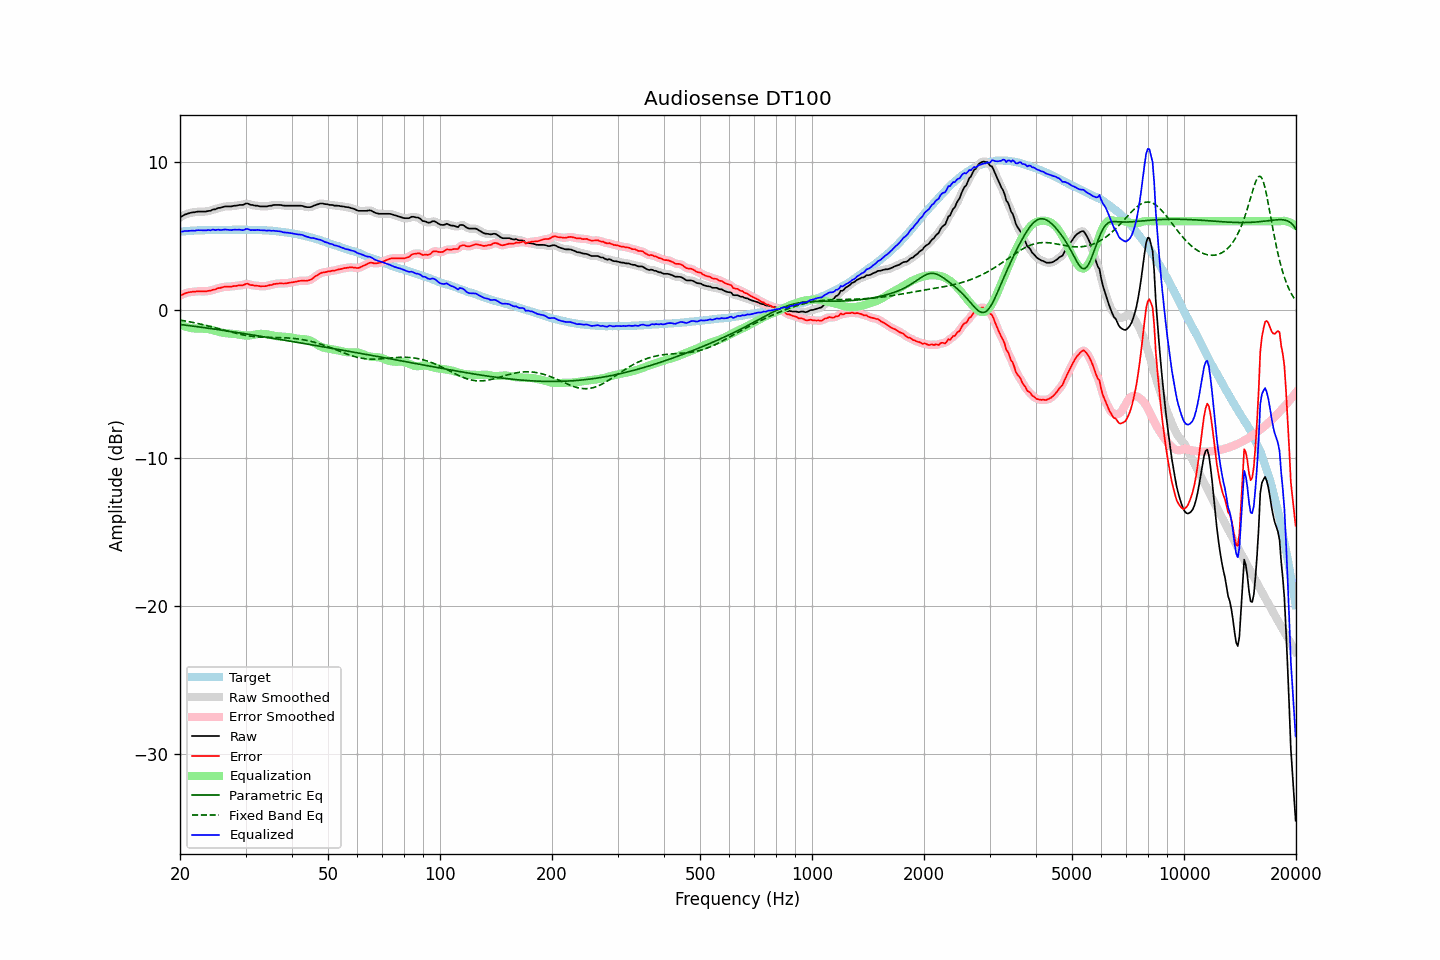 Audiosense DT100
Amplitude (dBr)
10
0
−10
−20
−30
Target
Raw Smoothed
Error Smoothed
Raw
Error
Equalization
Parametric Eq
Fixed Band Eq
Equalized
20 50 100 200 500 1000 2000 5000 10000 20000
Frequency (Hz)